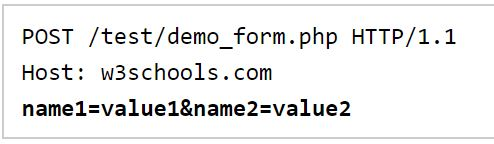 POST /test/demo_form.php HTTP/1.1
Host: w3schools.com
name1=value1&name2=value2